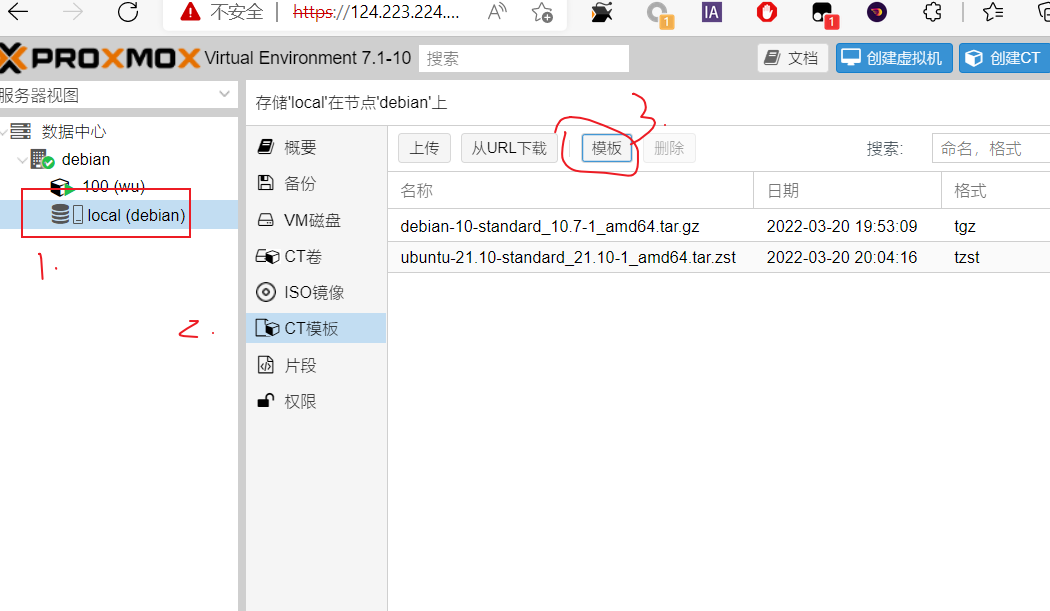 不安全 https://124.223.224....
A
1
IA
1
PROXMOX Virtual Environment 7.1-10
搜索
文档
创建虚拟机
创建CT
服务器视图
存储'local'在节点'debian'上
数据中心
debian
100 (wu)
local (debian)
1.
2.
3.
概要
备份
VM磁盘
CT卷
ISO镜像
CT模板
片段
权限
上传
从URL下载
模板
删除
搜索:
命名，格式
名称 日期 格式
debian-10-standard_10.7-1_amd64.tar.gz 2022-03-20 19:53:09 tgz
ubuntu-21.10-standard_21.10-1_amd64.tar.zst 2022-03-20 20:04:16 tzst